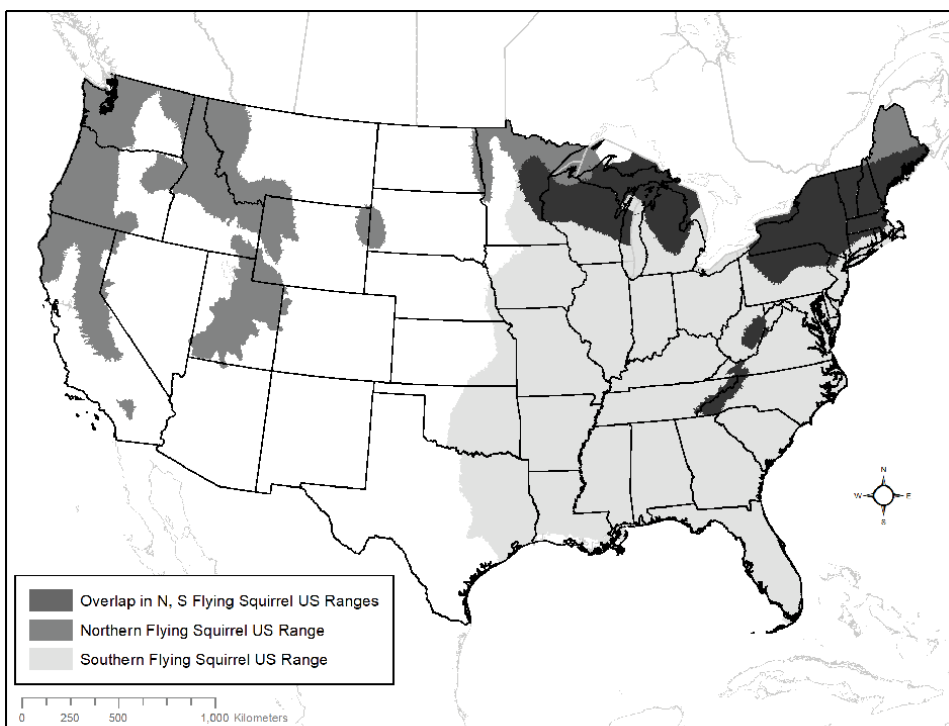 N
W E
S
Overlap in N, S Flying Squirrel US Ranges
Northern Flying Squirrel US Range
Southern Flying Squirrel US Range
0 250 500 1,000 Kilometers